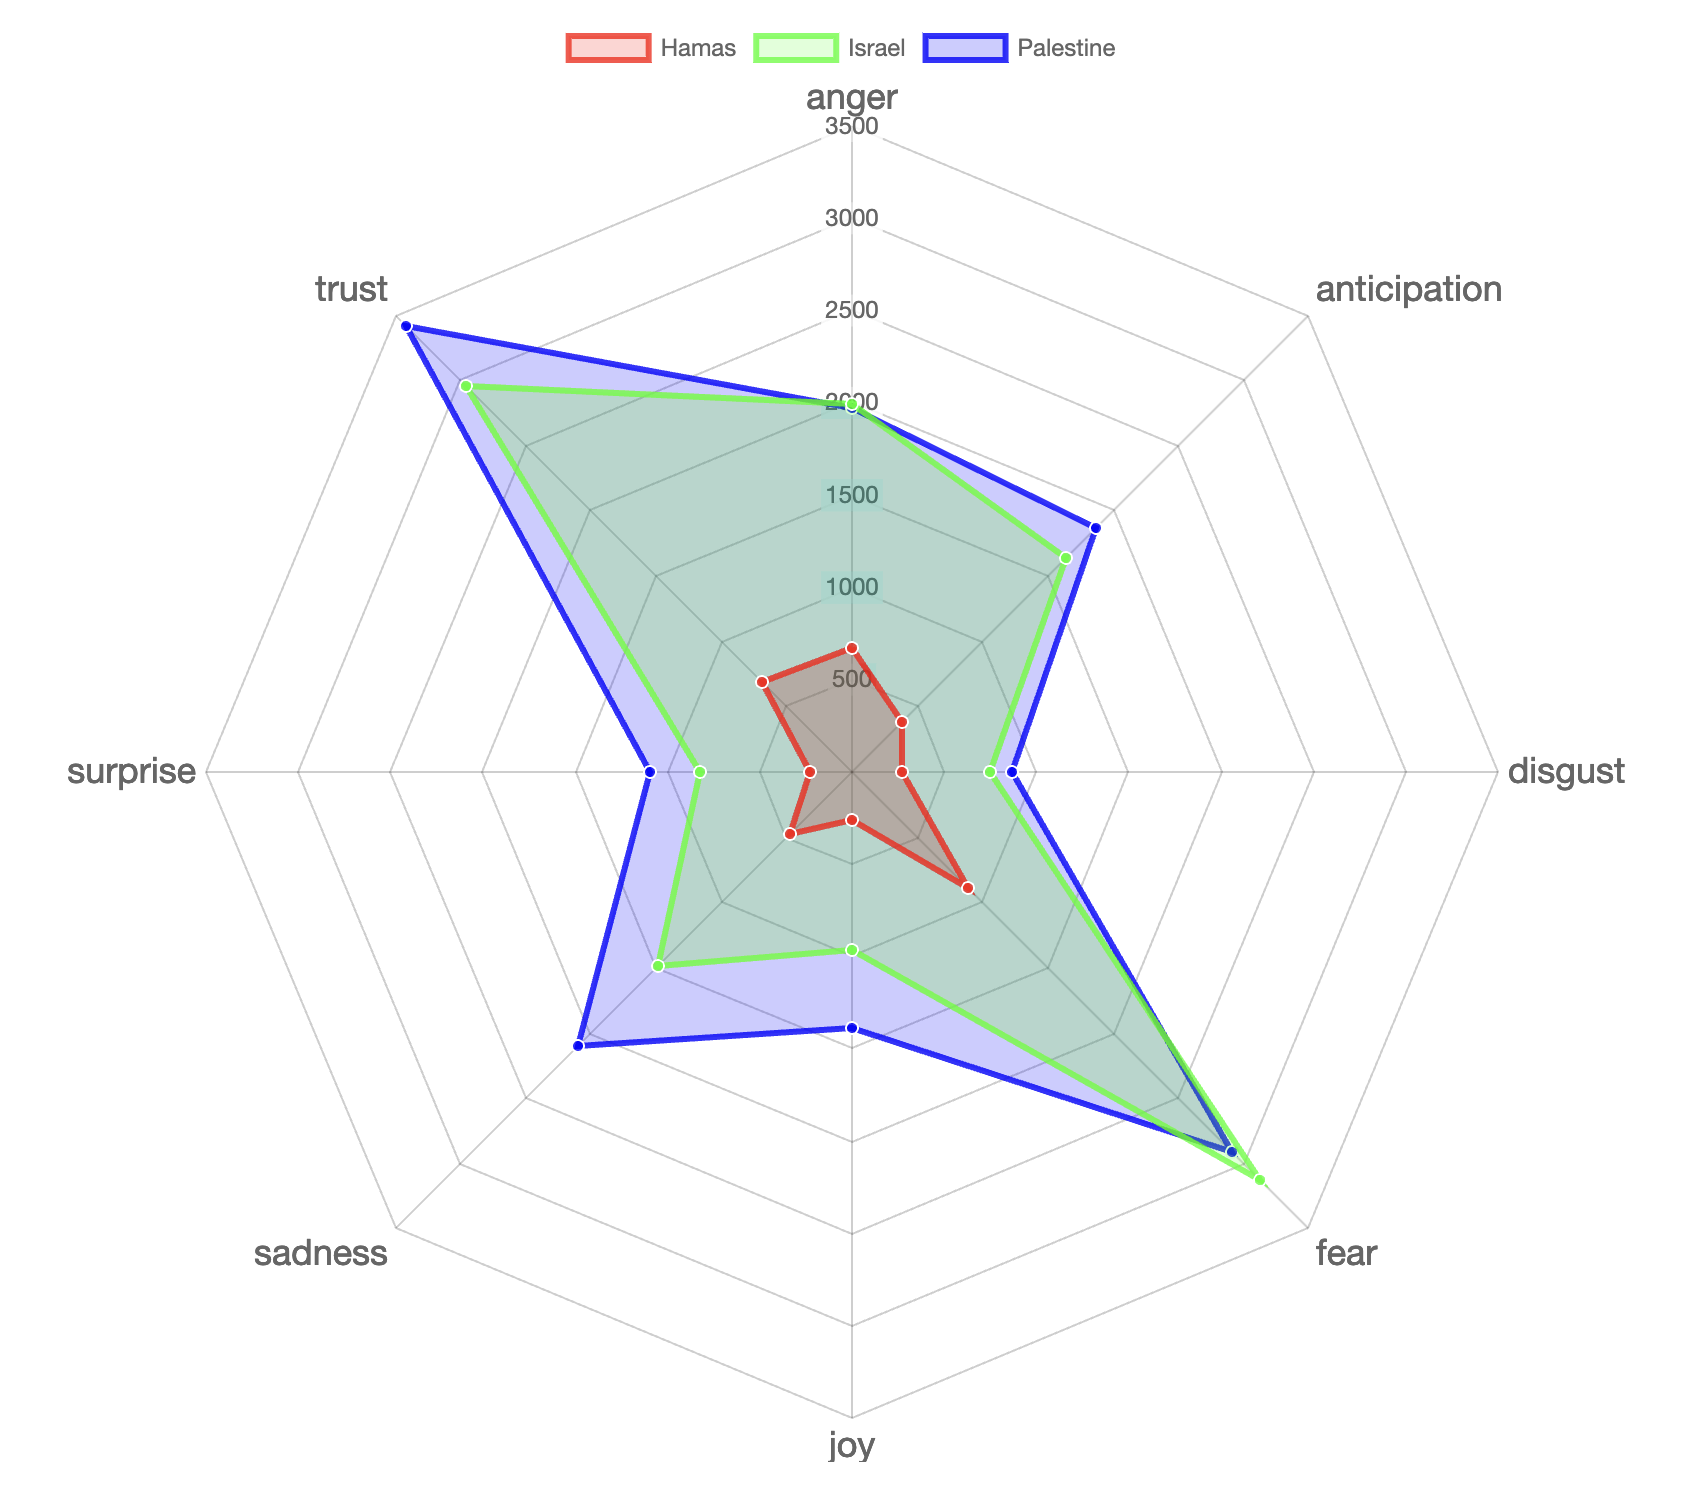 Hamas Israel Palestine
anger
3500
3000
2500
2000
1500
1000
500
trust
anticipation
surprise
disgust
sadness
fear
joy